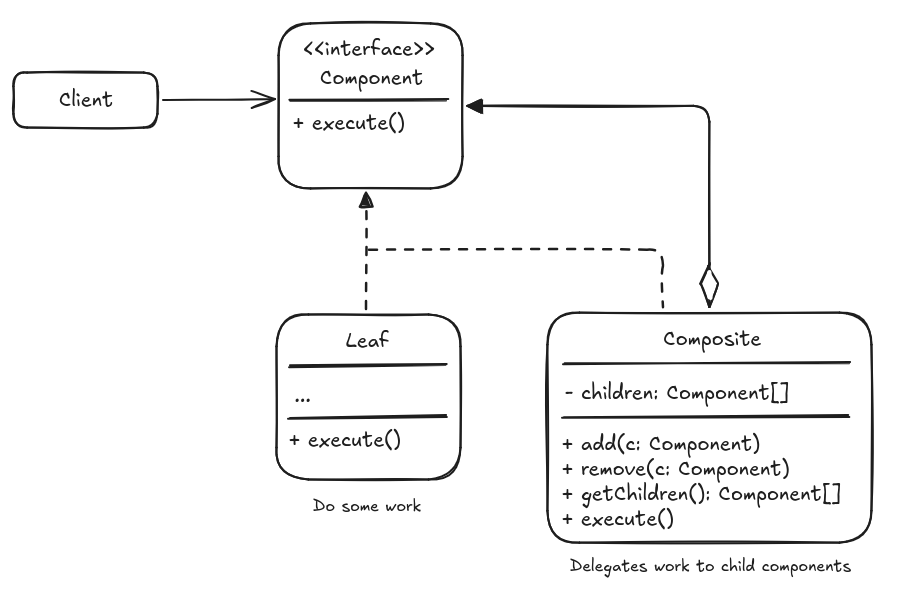 Client
<<interface>>
Component
+ execute()
Leaf
...
+ execute()
Do some work
Composite
- children: Component[]
+ add(c: Component)
+ remove(c: Component)
+ getChildren(): Component[]
+ execute()
Delegates work to child components